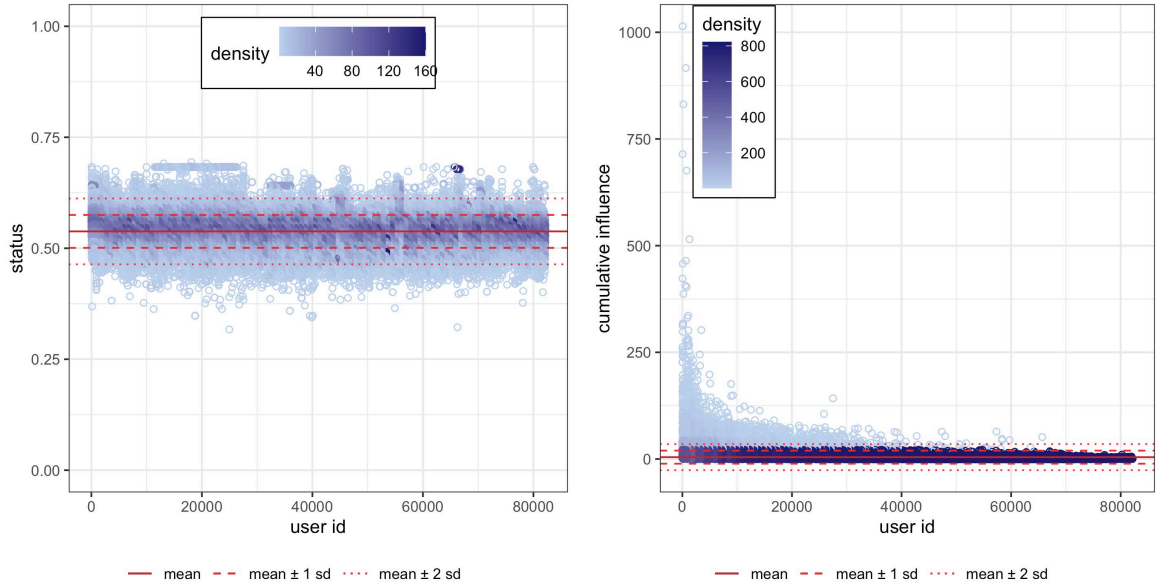 density
40 80 120 160
1.00
0.75
0.50
0.25
0.00
status
0 20000 40000 60000 80000
user id
mean mean ± 1 sd mean ± 2 sd
density
800
600
400
200
1000
750
500
250
0
cumulative influence
0 20000 40000 60000 80000
user id
mean mean ± 1 sd mean ± 2 sd